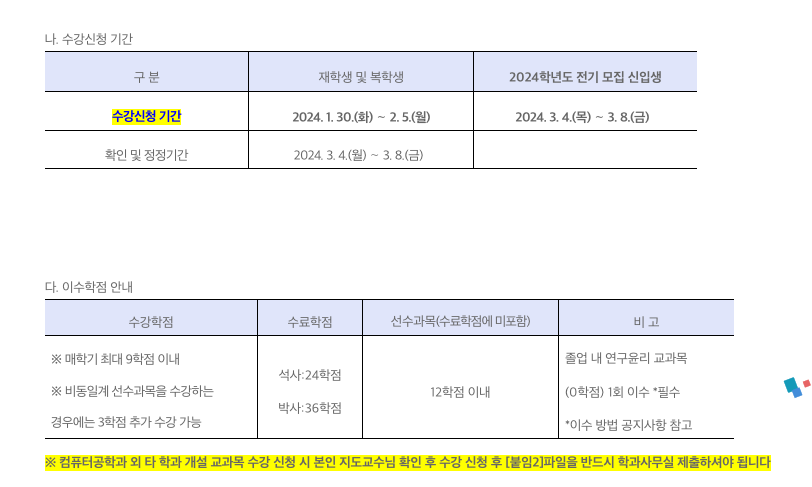 나. 수강신청 기간
구 분 재학생 및 복학생 2024학년도 전기 모집 신입생
수강신청 기간 2024. 1. 30.(화) ~ 2. 5.(월) 2024. 3. 4.(목) ~ 3. 8.(금)
확인 및 정정기간 2024. 3. 4.(월) ~ 3. 8.(금)
다. 이수학점 안내
수강학점 수료학점 선수과목(수료학점에 미포함) 비 고
※ 매학기 최대 9학점 이내
※ 비동일계 선수과목을 수강하는
경우에는 3학점 추가 수강 가능
석사:24학점
박사:36학점
12학점 이내
졸업 내 연구윤리 교과목
(0학점) 1회 이수 *필수
*이수 방법 공지사항 참고
※ 컴퓨터공학과 외 타 학과 개설 교과목 수강 신청 시 본인 지도교수님 확인 후 수강 신청 후 [붙임2]파일을 반드시 학과사무실 제출하셔야 됩니다